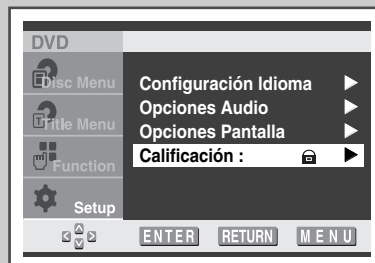 DVD
Disc Menu
Title Menu
Function
Setup
Configuración Idioma
Opciones Audio
Opciones Pantalla
Calificación :
ENTER RETURN MENU